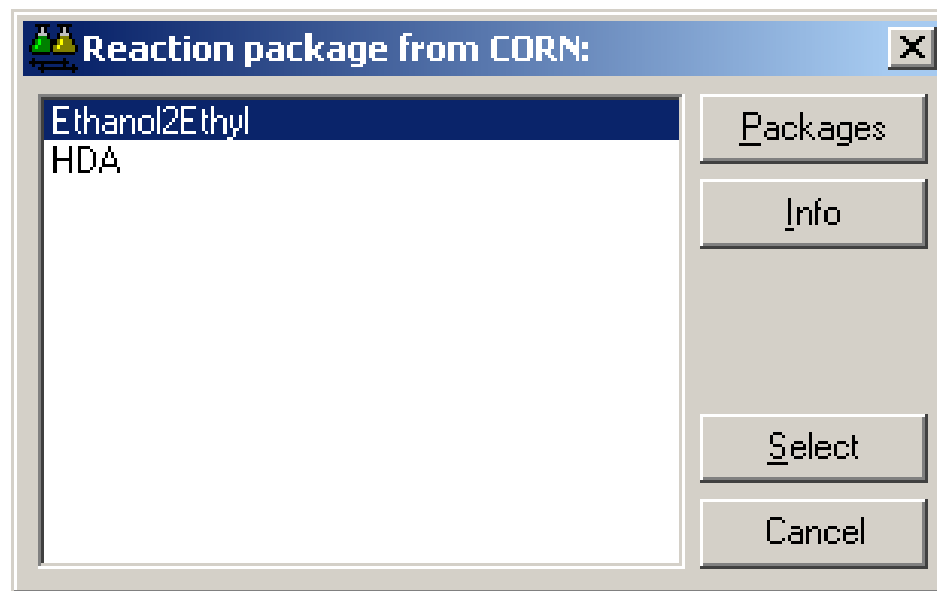 Reaction package from CORN:
Ethanol2Ethyl
HDA
Packages
Info
Select
Cancel